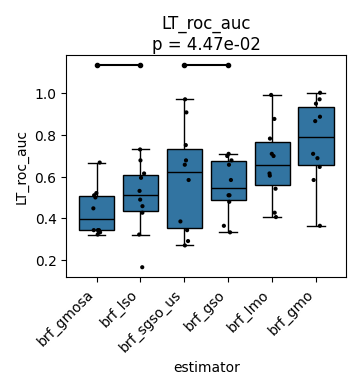 LT_roc_auc
p = 4.47e-02
LT_roc_auc
1.0
0.8
0.6
0.4
0.2
brf_gmosa
brf_lso
brf_sgso_us
brf_gso
brf_lmo
brf_gmo
estimator